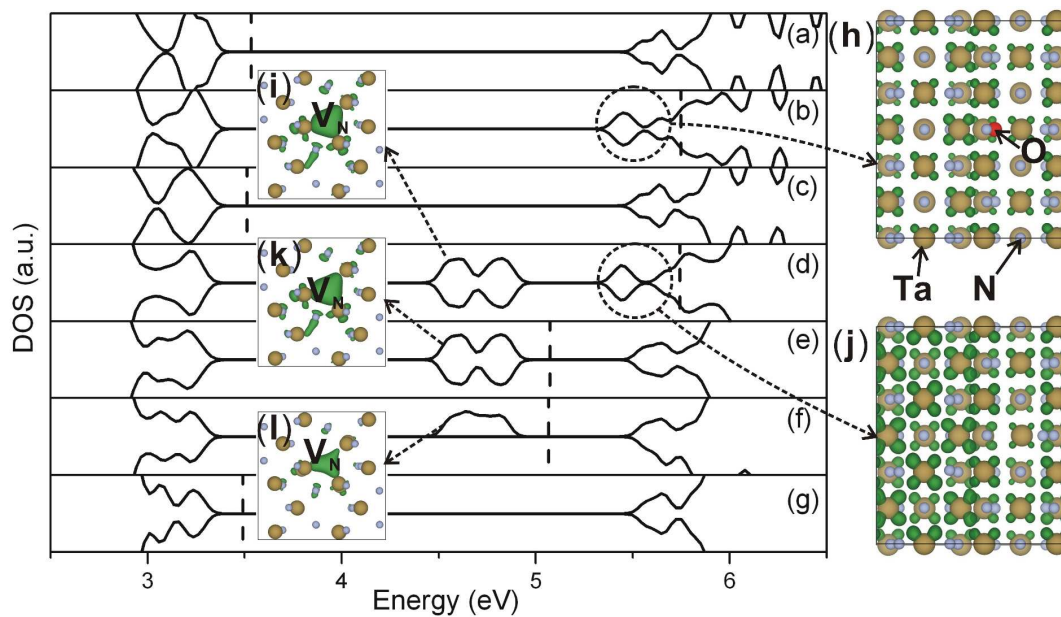 DOS (a.u.)
(a)
(b)
(c)
(d)
(e)
(f)
(g)
(i)
V N
(k)
V N
(l)
V N
3
4
5
6
Energy (eV)
(h)
O
Ta
N
(j)